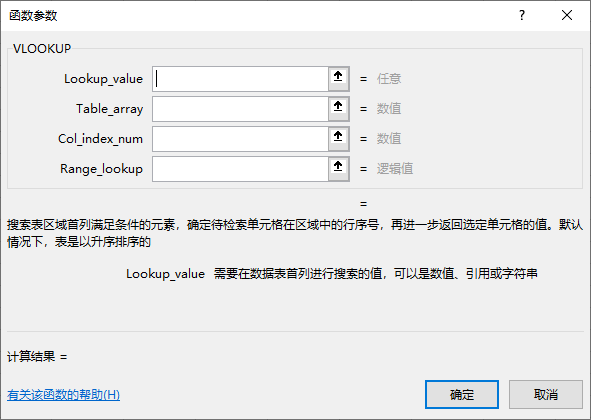 函数参数 ? ×
VLOOKUP
Lookup_value = 任意
Table_array = 数值
Col_index_num = 数值
Range_lookup = 逻辑值
=
搜索表区域首列满足条件的元素，确定待检索单元格在区域中的行序号，再进一步返回选定单元格的值。默认
情况下，表是以升序排序的
Lookup_value 需要在数据表首列进行搜索的值，可以是数值、引用或字符串
计算结果 =
有关该函数的帮助(H)
确定
取消